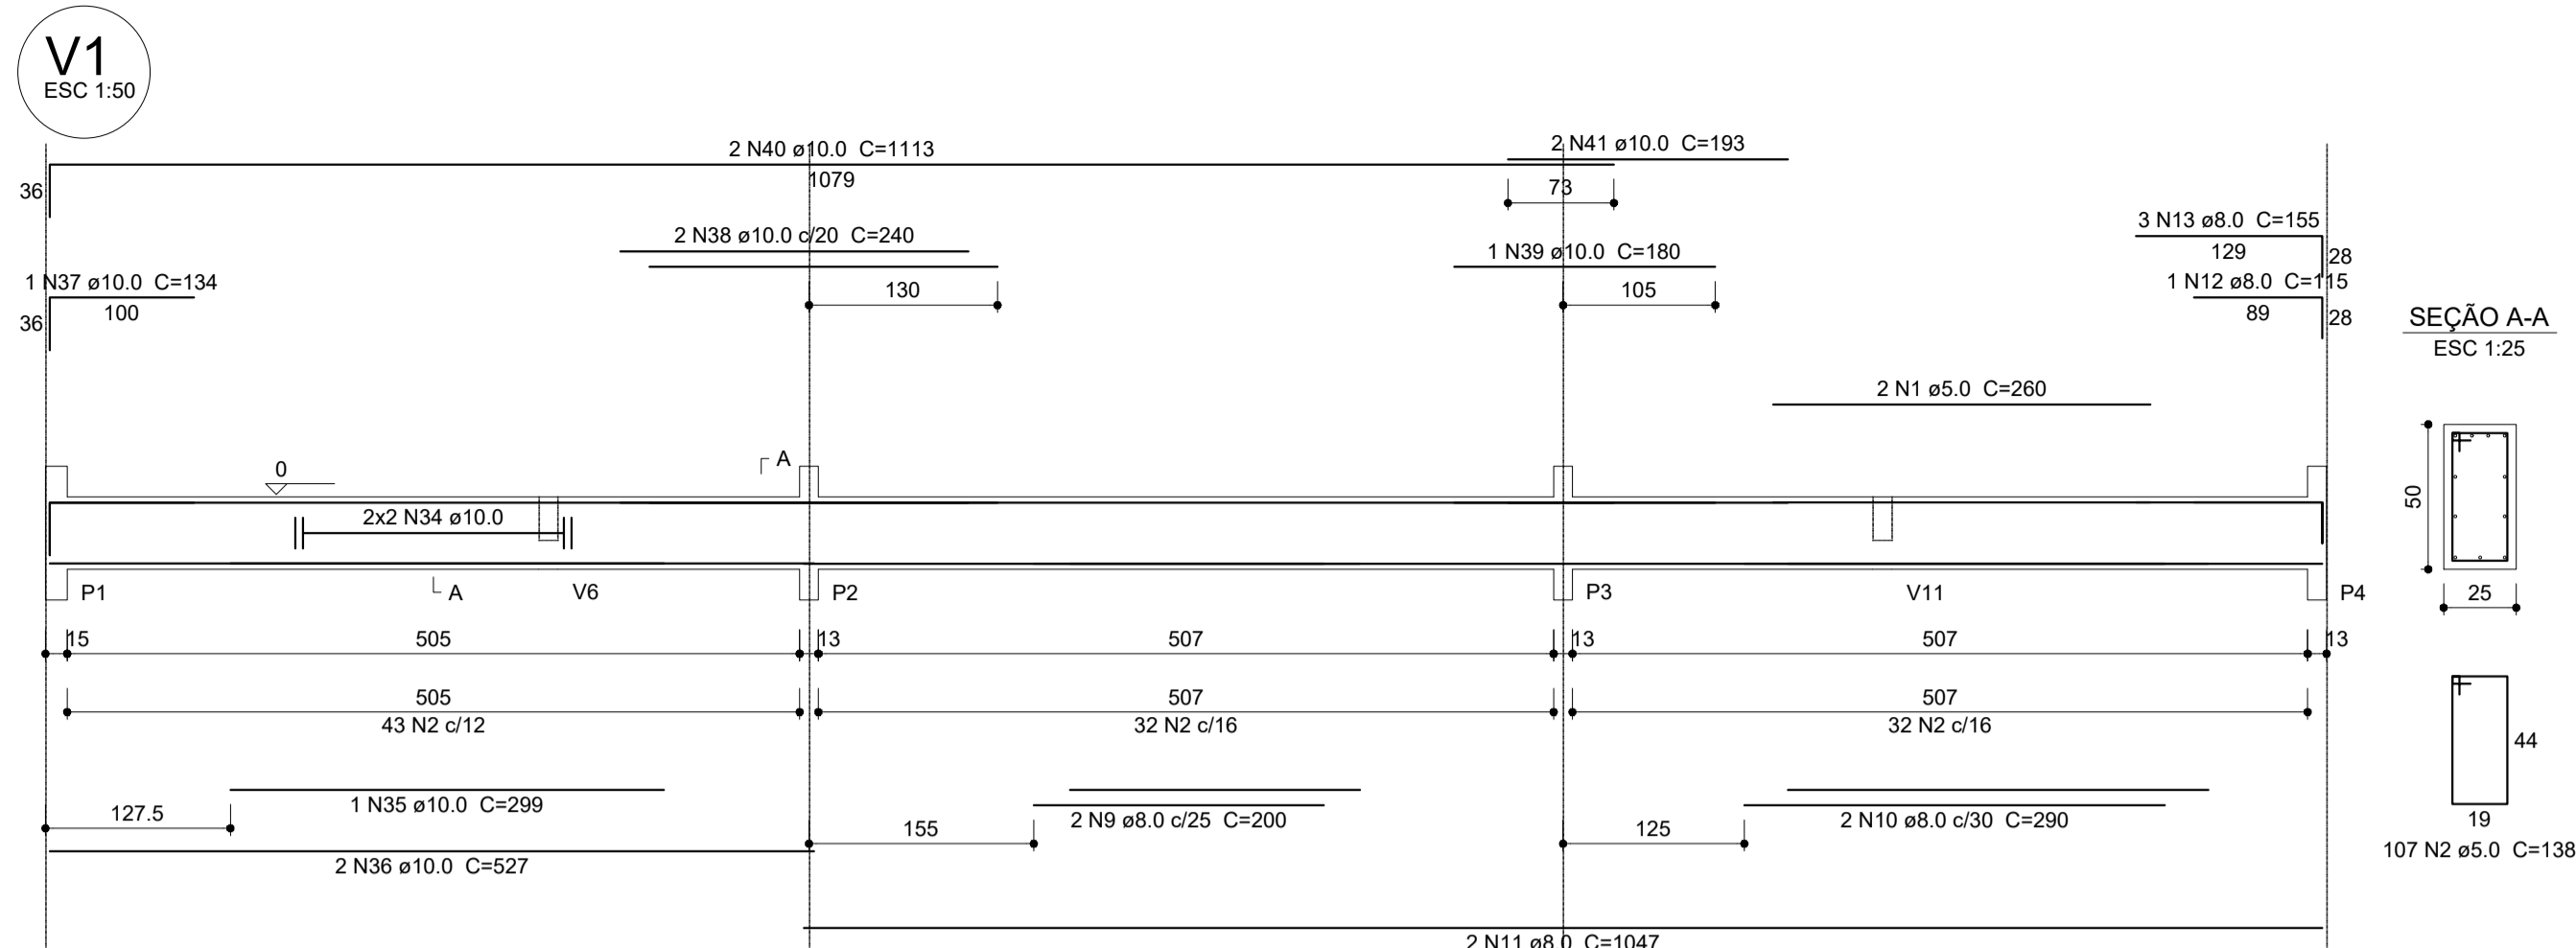 V1
ESC 1:50
2 N40 ø10.0 C=1113
1079
36
2 N41 ø10.0 C=193
73
2 N38 ø10.0 c/20 C=240
130
1 N39 ø10.0 C=180
105
3 N13 ø8.0 C=155
129
28
1 N37 ø10.0 C=134
100
36
1 N12 ø8.0 C=115
89
28
SEÇÃO A-A
ESC 1:25
2 N1 ø5.0 C=260
A
0
2x2 N34 ø10.0
50
P1
A
V6
P2
P3
V11
P4
25
15
505
13
507
13
507
13
505
43 N2 c/12
507
32 N2 c/16
507
32 N2 c/16
44
19
107 N2 ø5.0 C=138
127.5
1 N35 ø10.0 C=299
155
2 N9 ø8.0 c/25 C=200
125
2 N10 ø8.0 c/30 C=290
2 N36 ø10.0 C=527
2 N11 ø8.0 C=1047